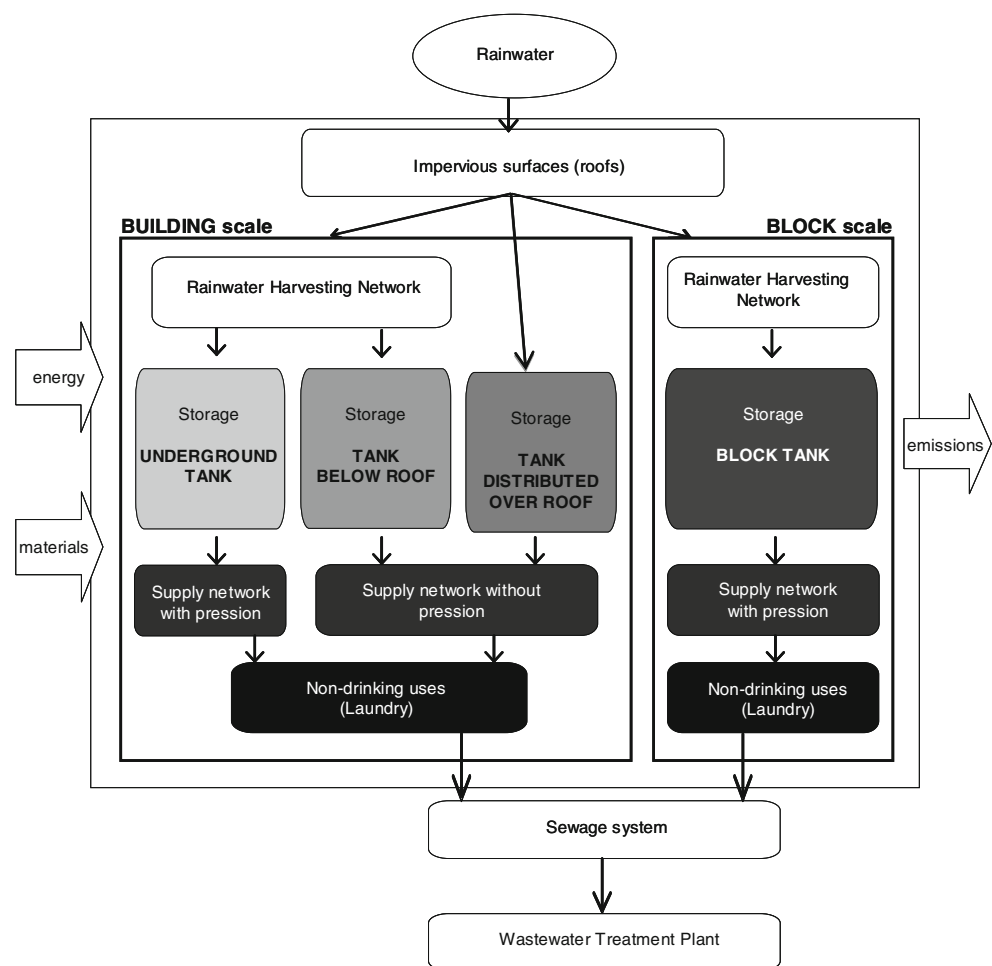 Rainwater
Impervious surfaces (roofs)
BUILDING scale
BLOCK scale
Rainwater Harvesting Network
Rainwater Harvesting
Network
energy
materials
emissions
Storage
UNDERGROUND
TANK
Storage
TANK
BELOW ROOF
Storage
TANK
DISTRIBUTED
OVER ROOF
Storage
BLOCK TANK
Supply network
with pression
Supply network without
pression
Supply network
with pression
Non-drinking uses
(Laundry)
Non-drinking uses
(Laundry)
Sewage system
Wastewater Treatment Plant